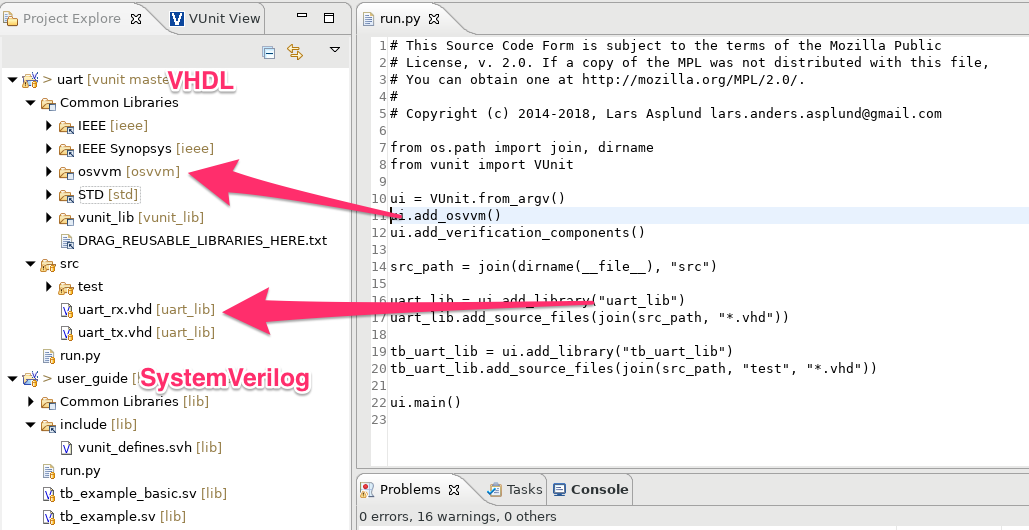 Project Explore
VUnit View
> uart [vunit maste
VHDL
Common Libraries
IEEE [ieee]
IEEE Synopsys [ieee]
osvvm [osvvm]
STD [std]
vunit_lib [vunit_lib]
DRAG_REUSABLE_LIBRARIES_HERE.txt
src
test
uart_rx.vhd [uart_lib]
uart_tx.vhd [uart_lib]
run.py
> user_guide [
SystemVerilog
Common Libraries [lib]
include [lib]
vunit_defines.svh [lib]
run.py
tb_example_basic.sv [lib]
tb_example.sv [lib]
run.py
1 # This Source Code Form is subject to the terms of the Mozilla Public
2 # License, v. 2.0. If a copy of the MPL was not distributed with this file,
3 # You can obtain one at http://mozilla.org/MPL/2.0/.
4 #
5 # Copyright (c) 2014-2018, Lars Asplund lars.anders.asplund@gmail.com
6
7 from os.path import join, dirname
8 from vunit import VUnit
9
10 ui = VUnit.from_argv()
11 ui.add_osvvm()
12 ui.add_verification_components()
13
14 src_path = join(dirname(__file__), "src")
15
16 uart_lib = ui.add_library("uart_lib")
17 uart_lib.add_source_files(join(src_path, "*.vhd"))
18
19 tb_uart_lib = ui.add_library("tb_uart_lib")
20 tb_uart_lib.add_source_files(join(src_path, "test", "*.vhd"))
21
22 ui.main()
23
Problems
Tasks
Console
0 errors, 16 warnings, 0 others